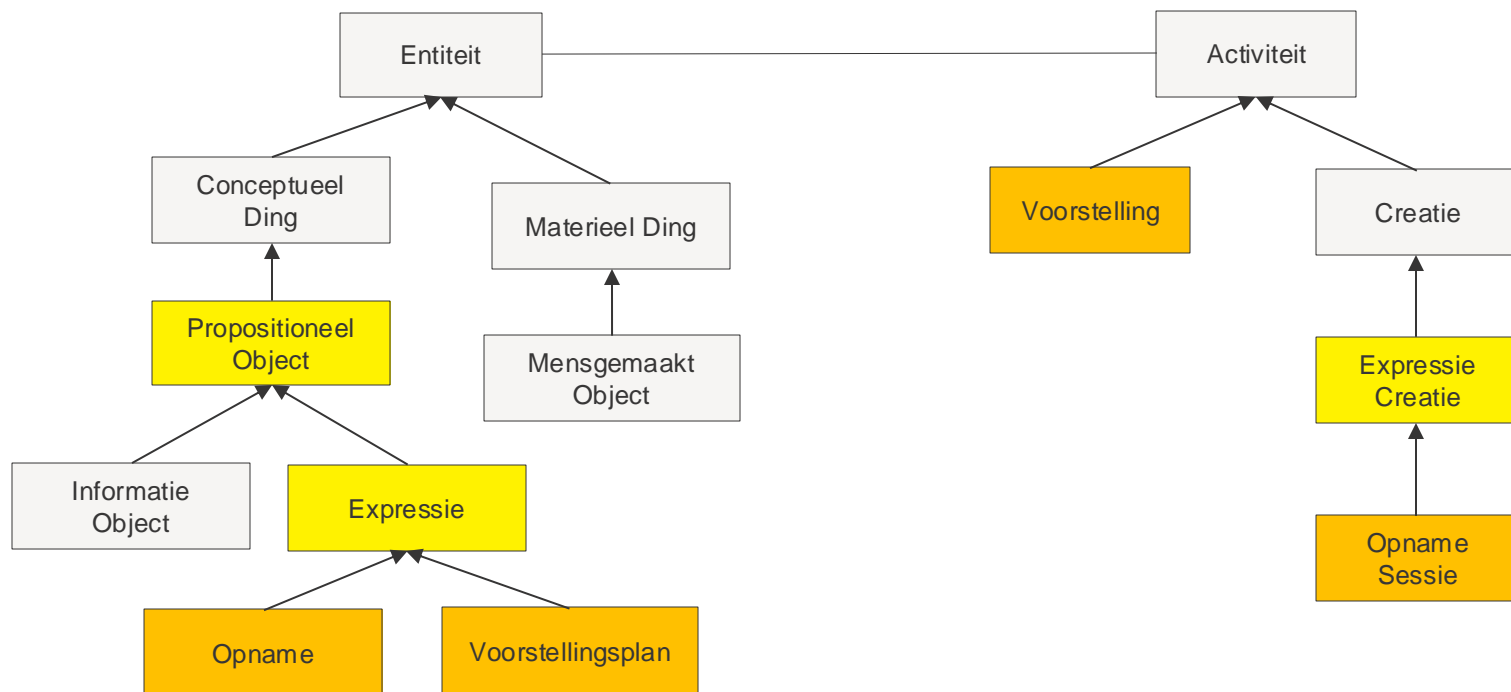 Entiteit
Activiteit
Conceptueel
Ding
Materieel Ding
Voorstelling
Creatie
Propositioneel
Object
Mensgemaakt
Object
Expressie
Creatie
Informatie
Object
Expressie
Opname
Sessie
Opname
Voorstellingsplan